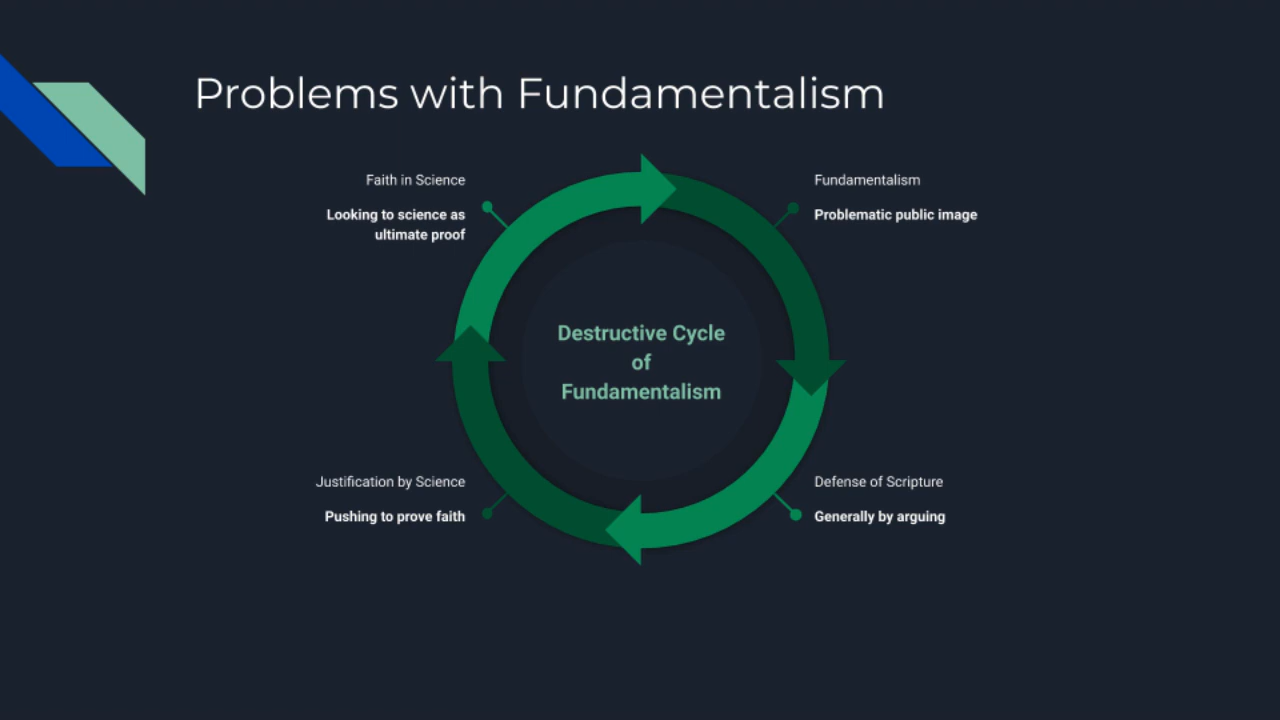 Problems with Fundamentalism
Faith in Science
Looking to science as
ultimate proof
Fundamentalism
Problematic public image
Destructive Cycle
of
Fundamentalism
Justification by Science
Pushing to prove faith
Defense of Scripture
Generally by arguing